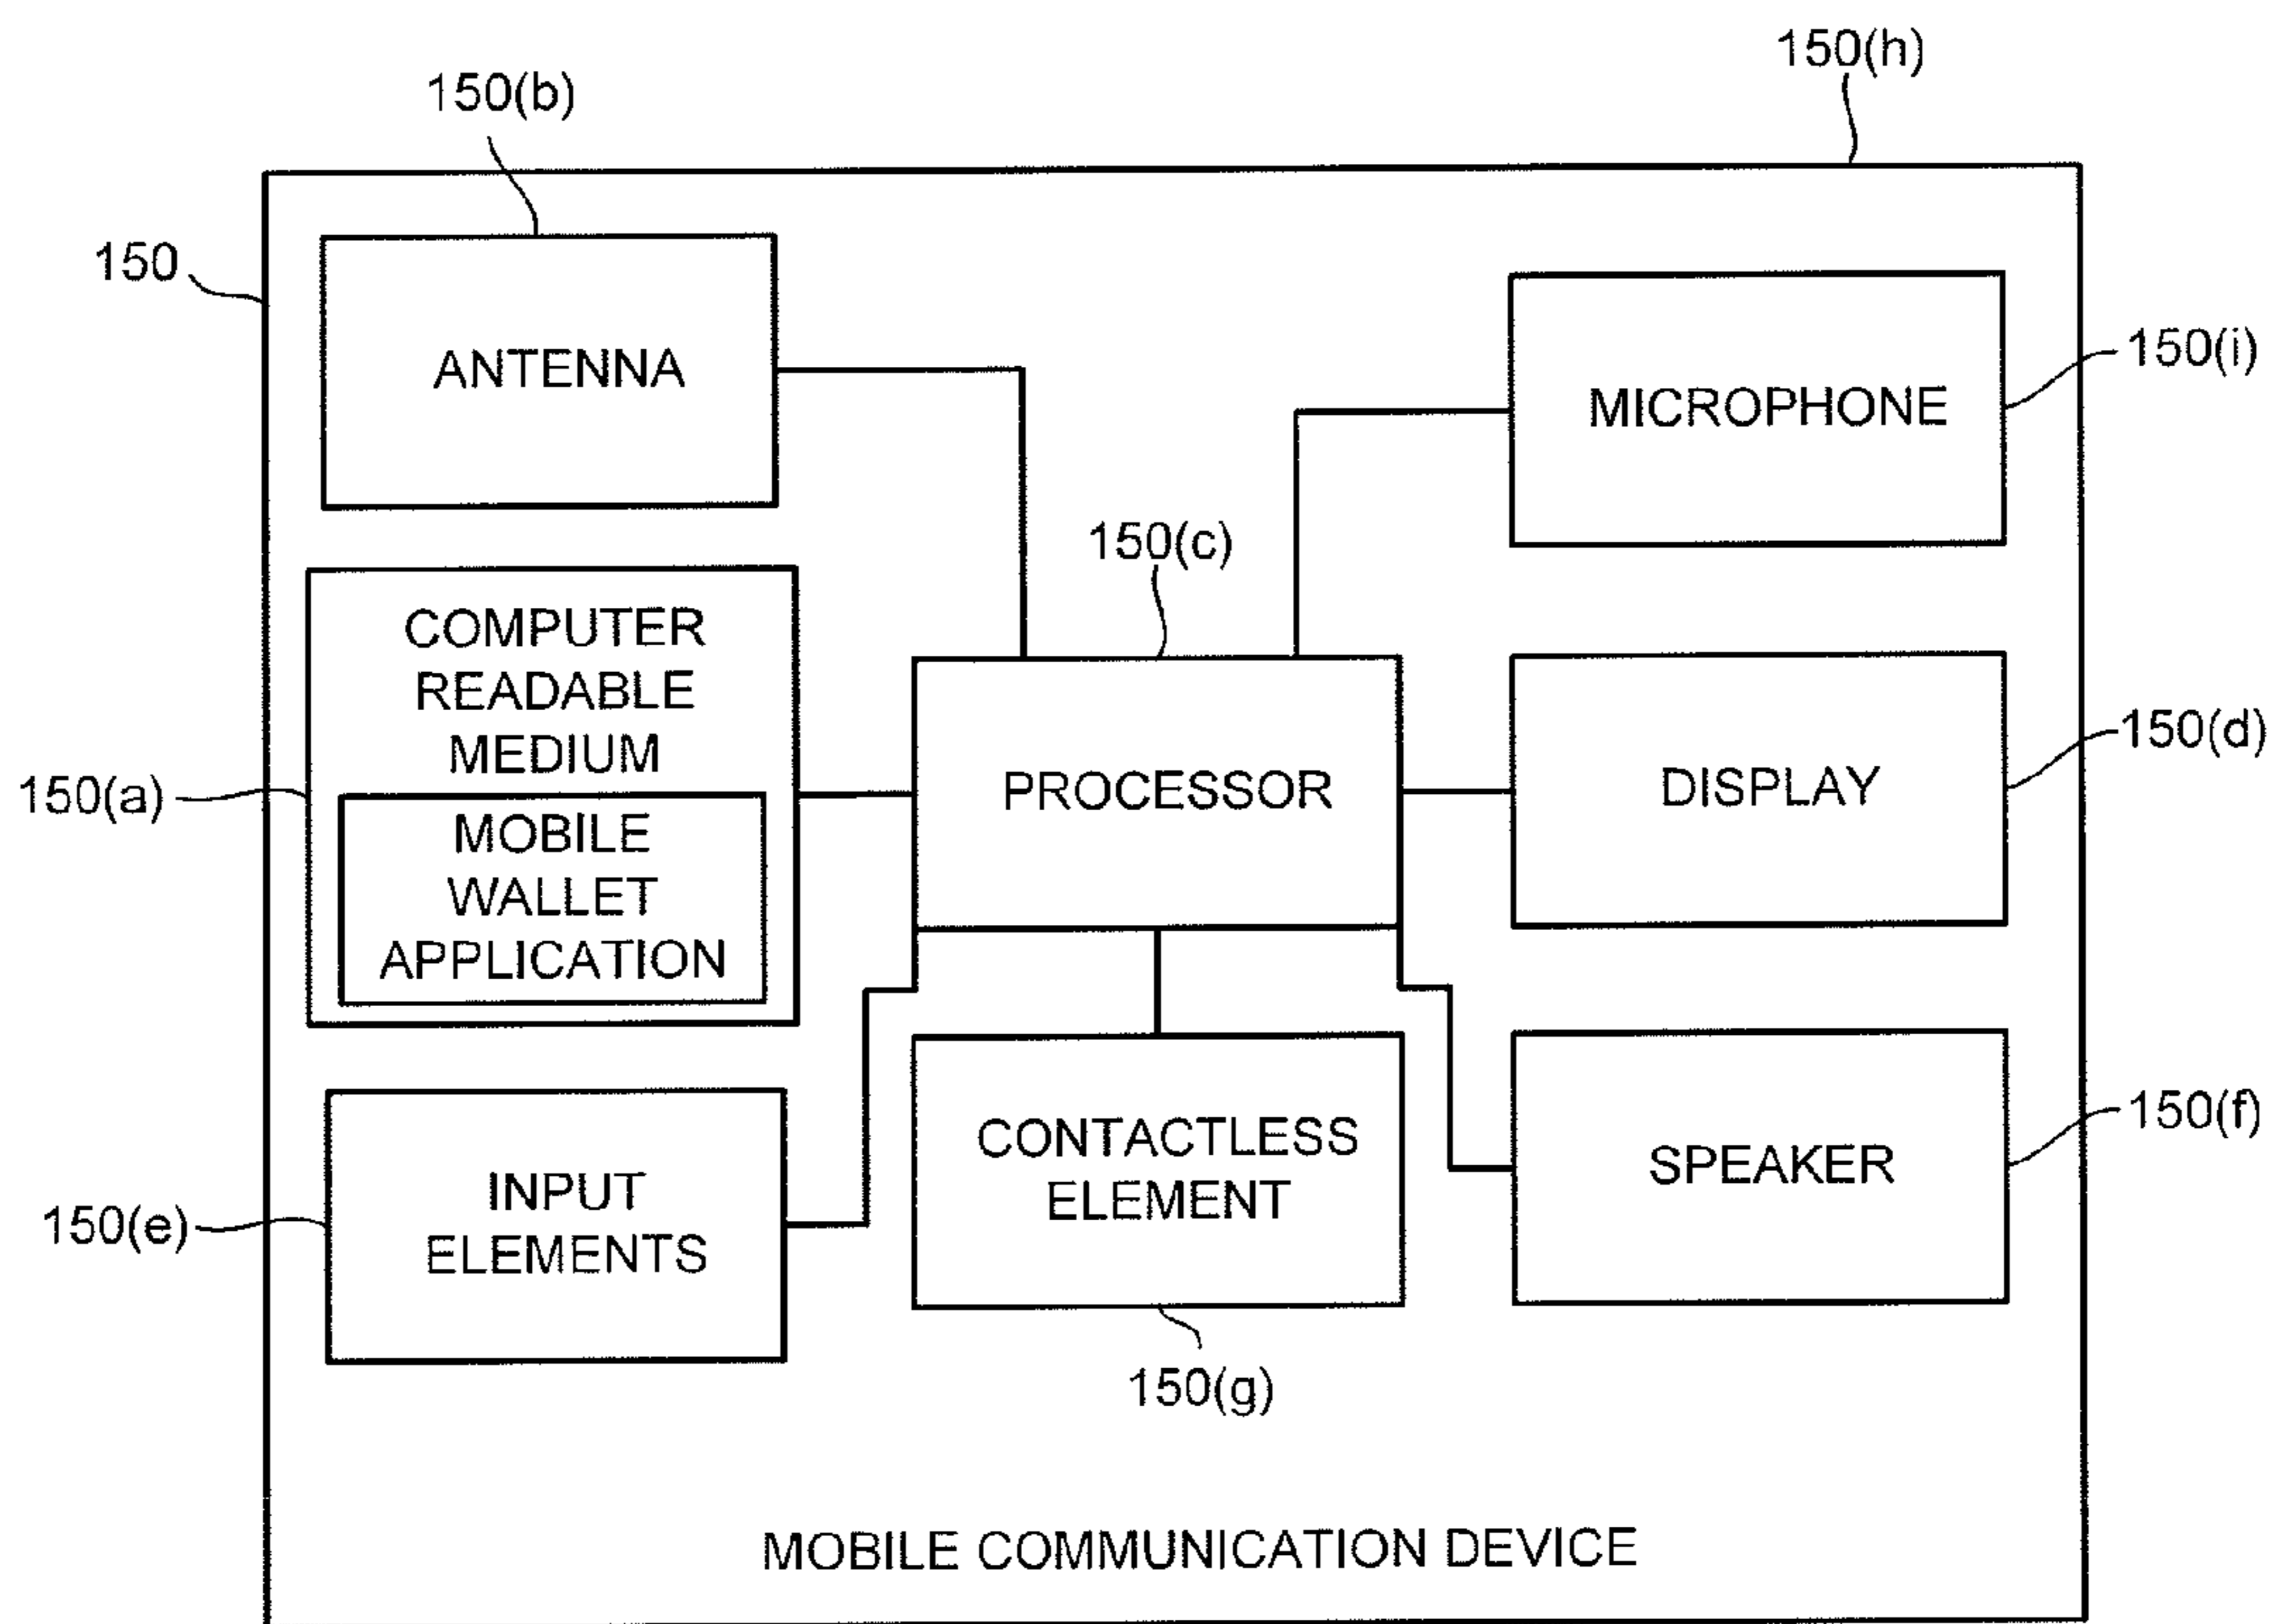 150(h)
150(b)
150
ANTENNA
MICROPHONE
150(i)
150(c)
COMPUTER
READABLE
MEDIUM
150(a)
MOBILE
WALLET
APPLICATION
PROCESSOR
DISPLAY
150(d)
INPUT
ELEMENTS
150(e)
CONTACTLESS
ELEMENT
150(g)
SPEAKER
150(f)
MOBILE COMMUNICATION DEVICE